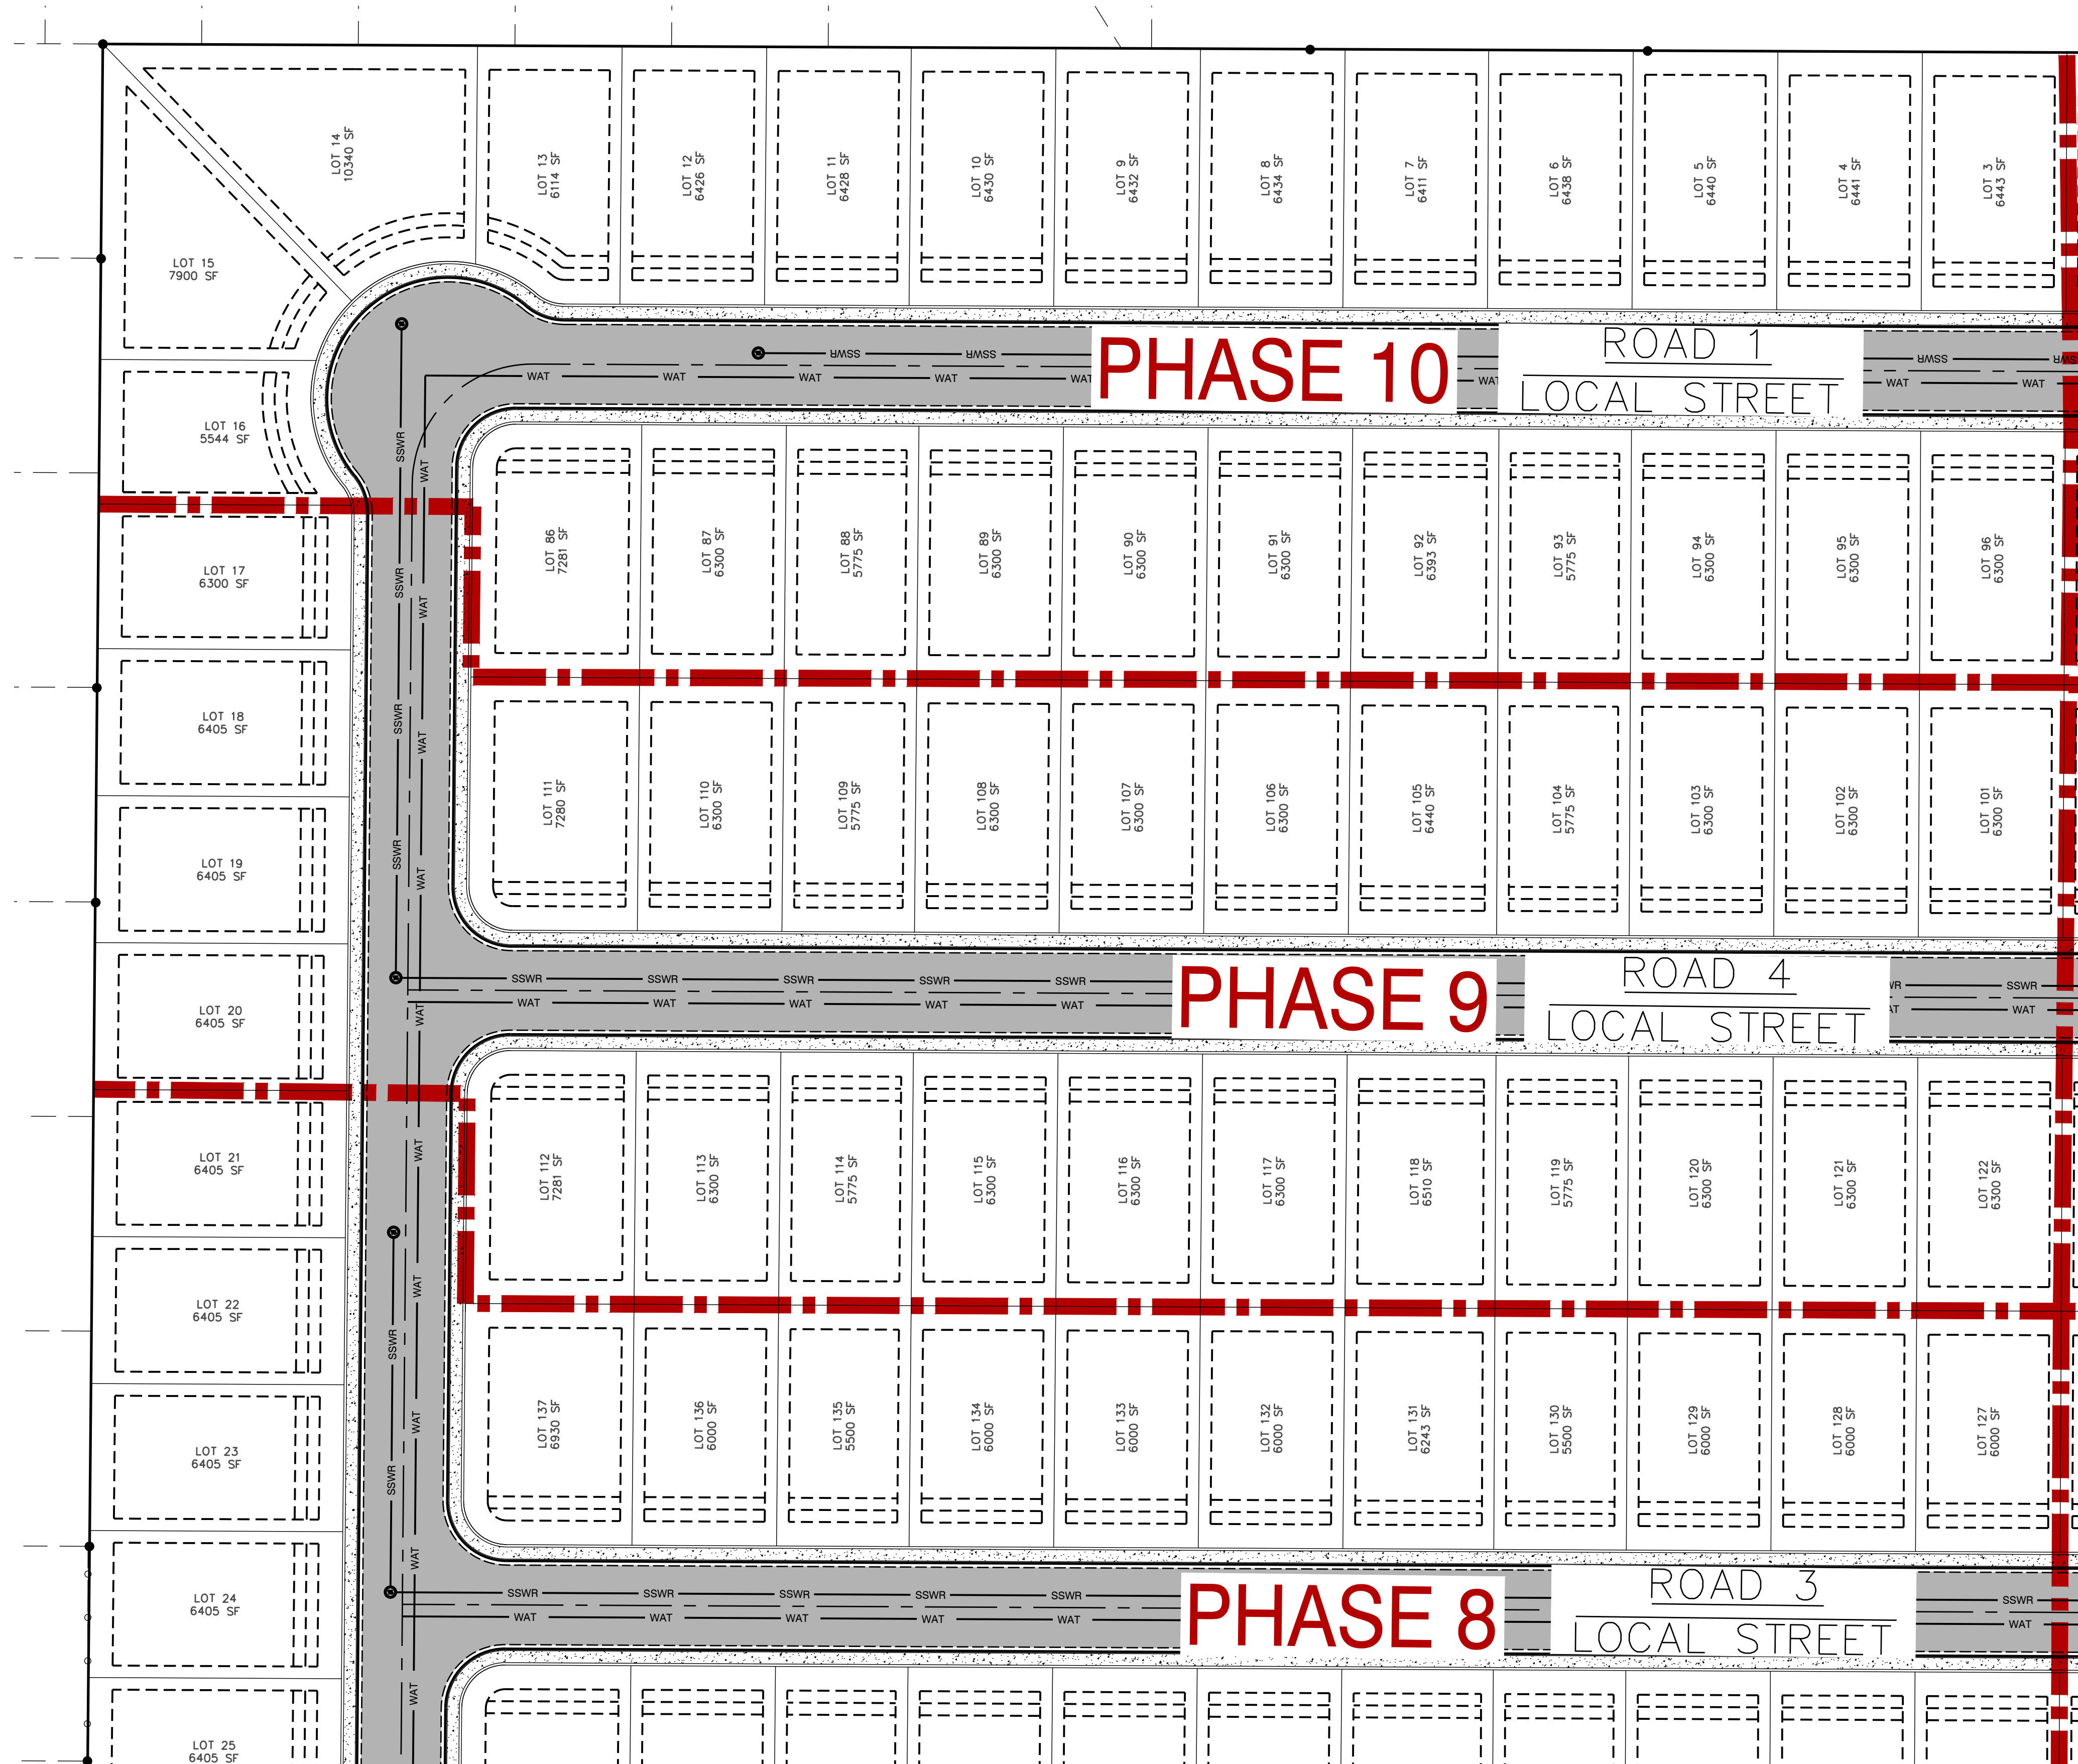 LOT 14
10340 SF
LOT 13
6114 SF
LOT 12
6426 SF
LOT 11
6428 SF
LOT 10
6430 SF
LOT 9
6432 SF
LOT 8
6434 SF
LOT 7
6411 SF
LOT 6
6438 SF
LOT 5
6440 SF
LOT 4
6441 SF
LOT 3
6443 SF
LOT 15
7900 SF
LOT 16
5544 SF
SSWR
SSWR
PHASE 10
ROAD 1
LOCAL STREET
SSWR
WAT
WAT
WAT
WAT
WAT
WAT
WAT
SSWR
WAT
LOT 17
6300 SF
SSWR
WAT
LOT 86
7281 SF
LOT 87
6300 SF
LOT 88
5775 SF
LOT 89
6300 SF
LOT 90
6300 SF
LOT 91
6300 SF
LOT 92
6393 SF
LOT 93
5775 SF
LOT 94
6300 SF
LOT 95
6300 SF
LOT 96
6300 SF
LOT 18
6405 SF
SSWR
WAT
LOT 19
6405 SF
SSWR
WAT
LOT 111
7280 SF
LOT 110
6300 SF
LOT 109
5775 SF
LOT 108
6300 SF
LOT 107
6300 SF
LOT 106
6300 SF
LOT 105
6440 SF
LOT 104
5775 SF
LOT 103
6300 SF
LOT 102
6300 SF
LOT 101
6300 SF
LOT 20
6405 SF
WAT
SSWR
SSWR
SSWR
SSWR
SSWR
PHASE 9
ROAD 4
LOCAL STREET
SSWR
WAT
WAT
WAT
WAT
WAT
WAT
LOT 21
6405 SF
WAT
LOT 112
7281 SF
LOT 113
6300 SF
LOT 114
5775 SF
LOT 115
6300 SF
LOT 116
6300 SF
LOT 117
6300 SF
LOT 118
6510 SF
LOT 119
5775 SF
LOT 120
6300 SF
LOT 121
6300 SF
LOT 122
6300 SF
LOT 22
6405 SF
SSWR
WAT
LOT 23
6405 SF
SSWR
WAT
LOT 137
6930 SF
LOT 136
6000 SF
LOT 135
5500 SF
LOT 134
6000 SF
LOT 133
6000 SF
LOT 132
6000 SF
LOT 131
6243 SF
LOT 130
5500 SF
LOT 129
6000 SF
LOT 128
6000 SF
LOT 127
6000 SF
LOT 24
6405 SF
WAT
SSWR
SSWR
SSWR
SSWR
SSWR
PHASE 8
ROAD 3
LOCAL STREET
SSWR
WAT
WAT
WAT
WAT
WAT
WAT
WAT
LOT 25
6405 SF